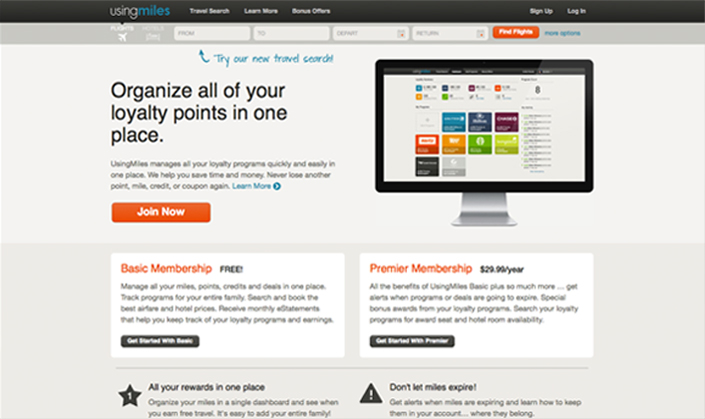 usingmiles Travel Search Learn More Bonus Offers Sign Up Log In
FLIGHTS HOTELS FROM TO DEPART RETURN Find Flights more options
Try our new travel search!
Organize all of your
loyalty points in one
place.
UsingMiles manages all your loyalty programs quickly and easily in
one place. We help you save time and money. Never lose another
point, mile, credit, or coupon again. Learn More
Join Now
Basic Membership FREE!
Manage all your miles, points, credits and deals in one place.
Track programs for your entire family. Search and book the
best airfare and hotel prices. Receive monthly eStatements
that help you keep track of your loyalty programs and earnings.
Get Started With Basic
Premier Membership $29.99/year
All the benefits of UsingMiles Basic plus so much more ... get
alerts when programs or deals are going to expire. Special
bonus awards from your loyalty programs. Search your loyalty
programs for award seat and hotel room availability.
Get Started With Premier
1
All your rewards in one place
Organize your miles in a single dashboard and see when
you earn free travel. It's easy to add your entire family!
Don't let miles expire!
Get alerts when miles are expiring and learn how to keep
them in your account... where they belong.